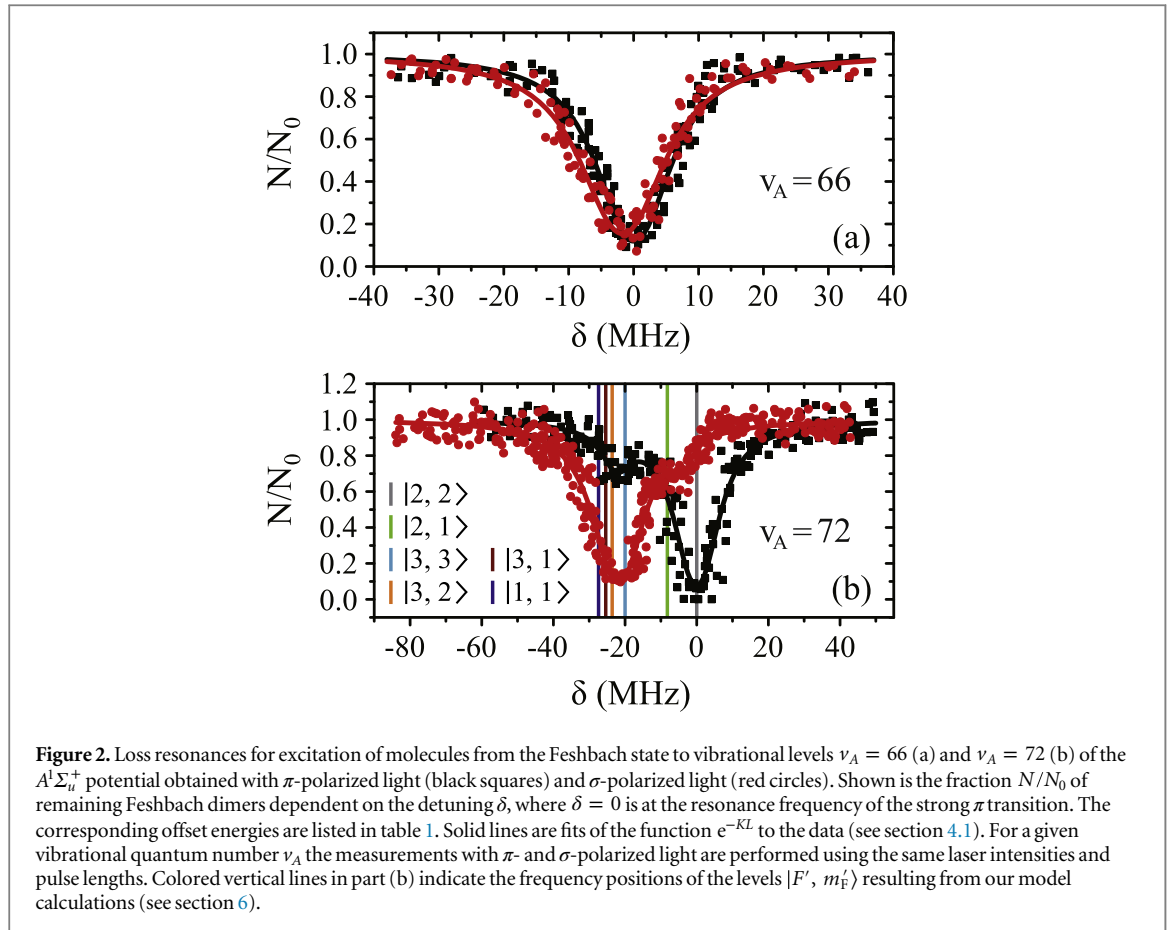 1.0
0.8
0.6
0.4
0.2
0.0
N/N₀
v_A = 66
(a)
-40 -30 -20 -10 0 10 20 30 40
δ (MHz)
1.2
1.0
0.8
0.6
0.4
0.2
0.0
N/N₀
|2, 2⟩
|2, 1⟩
|3, 3⟩ |3, 1⟩
|3, 2⟩ |1, 1⟩
v_A = 72
(b)
-80 -60 -40 -20 0 20 40
δ (MHz)
Figure 2. Loss resonances for excitation of molecules from the Feshbach state to vibrational levels ν_A = 66 (a) and ν_A = 72 (b) of the
A¹Σ_u⁺ potential obtained with π-polarized light (black squares) and σ-polarized light (red circles). Shown is the fraction N/N₀ of
remaining Feshbach dimers dependent on the detuning δ, where δ = 0 is at the resonance frequency of the strong π transition. The
corresponding offset energies are listed in table 1. Solid lines are fits of the function e^{−KL} to the data (see section 4.1). For a given
vibrational quantum number ν_A the measurements with π- and σ-polarized light are performed using the same laser intensities and
pulse lengths. Colored vertical lines in part (b) indicate the frequency positions of the levels |F′, m′_F⟩ resulting from our model
calculations (see section 6).